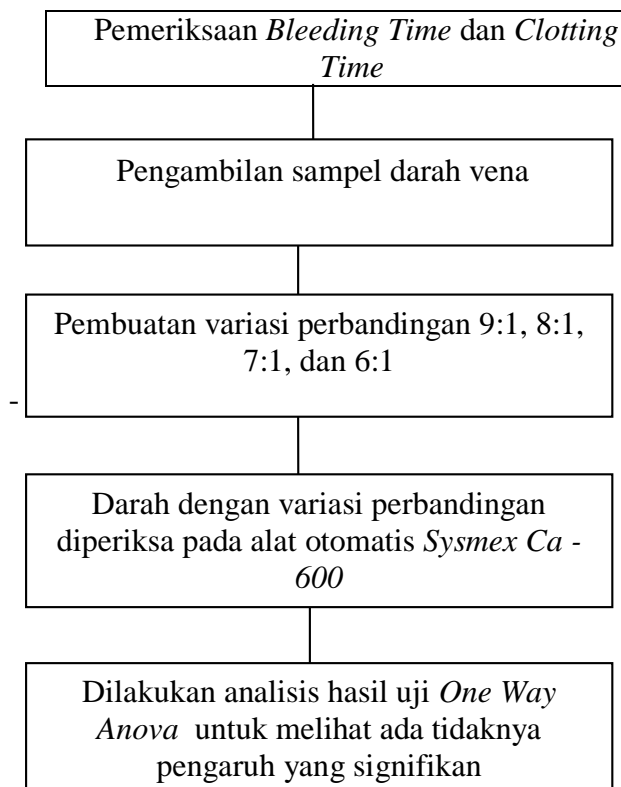 Pemeriksaan Bleeding Time dan Clotting
Time
Pengambilan sampel darah vena
Pembuatan variasi perbandingan 9:1, 8:1,
7:1, dan 6:1
-
Darah dengan variasi perbandingan
diperiksa pada alat otomatis Sysmex Ca -
600
Dilakukan analisis hasil uji One Way
Anova untuk melihat ada tidaknya
pengaruh yang signifikan